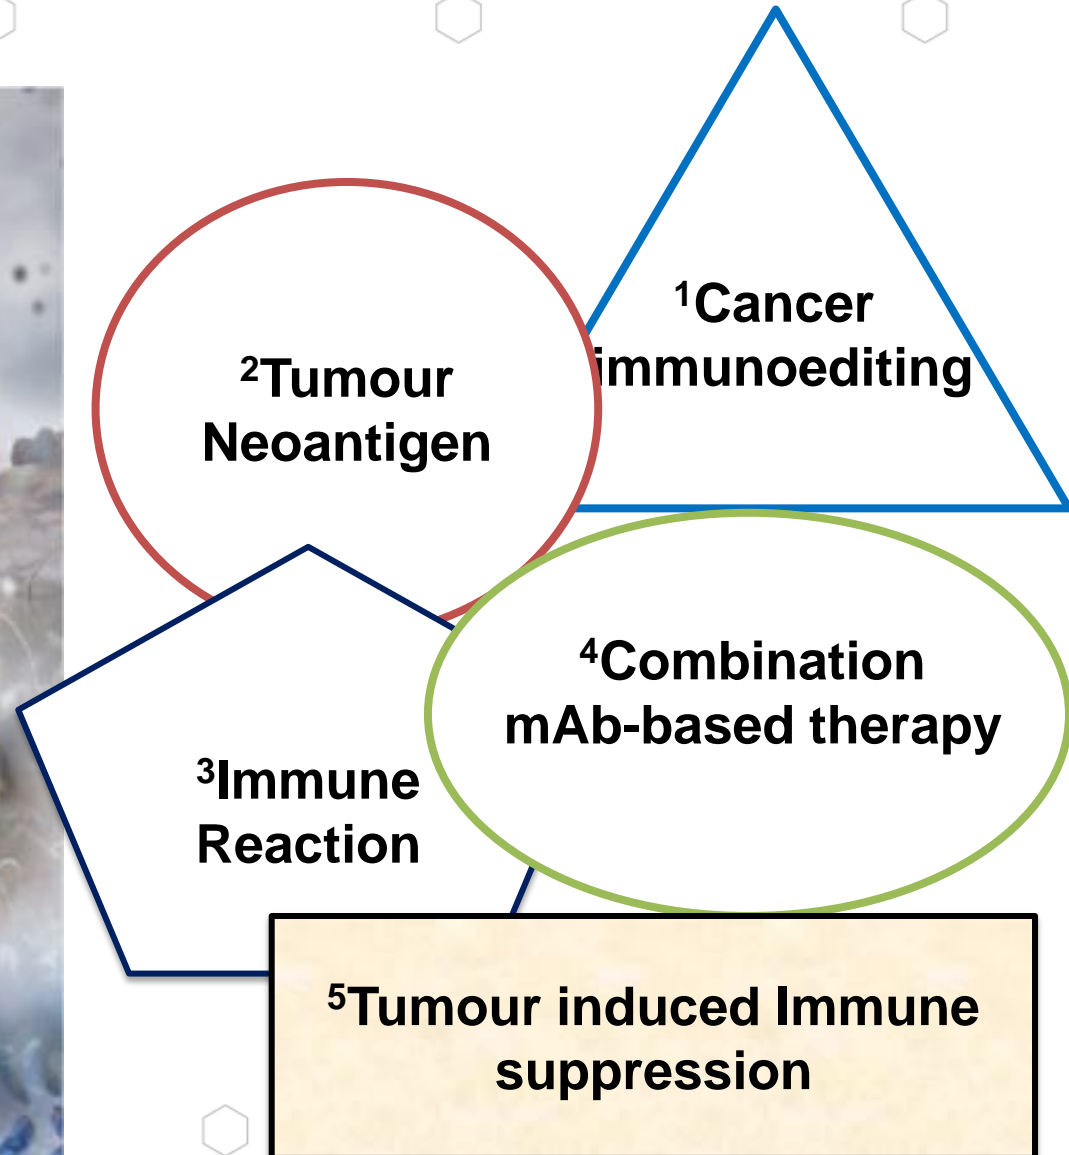 ¹Cancer
immunoediting
²Tumour
Neoantigen
³Immune
Reaction
⁴Combination
mAb-based therapy
⁵Tumour induced Immune
suppression